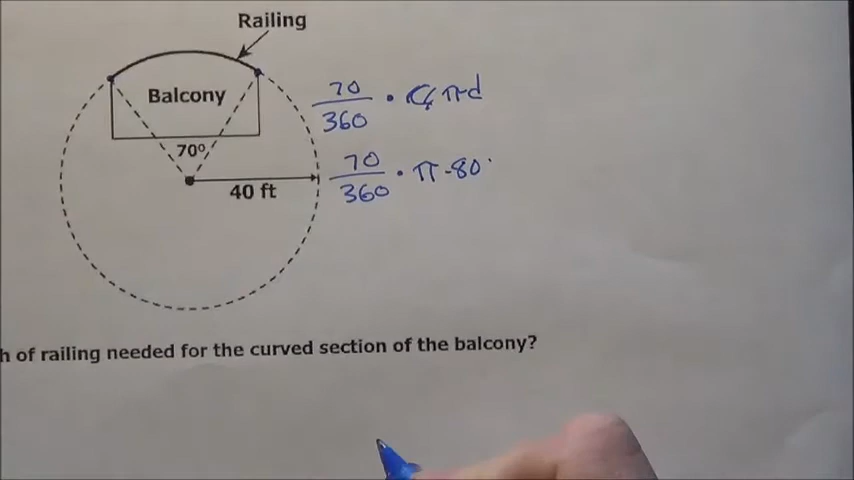 Railing
Balcony
70°
40 ft
70/360 · πd
70/360 · π · 80
h of railing needed for the curved section of the balcony?